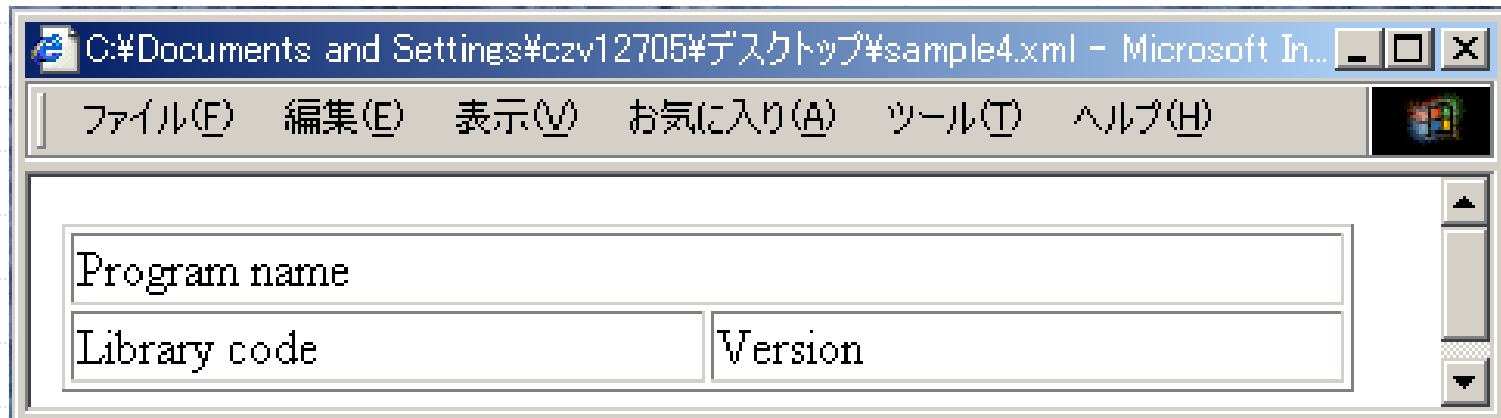 C:¥Documents and Settings¥czv12705¥デスクトップ¥sample4.xml - Microsoft In...
ファイル(F) 編集(E) 表示(V) お気に入り(A) ツール(T) ヘルプ(H)
Program name
Library code Version